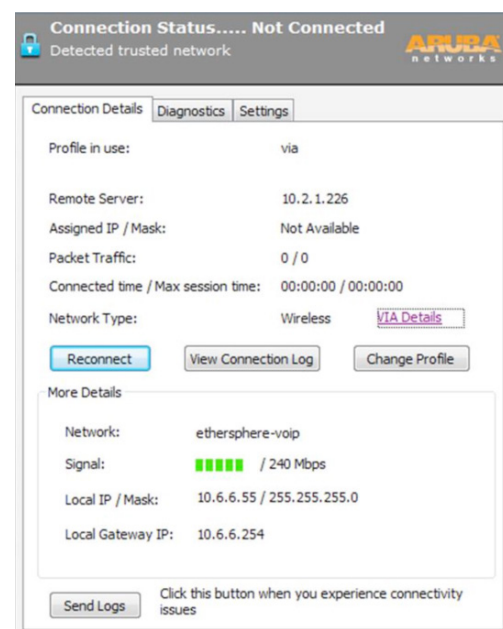 Connection Status..... Not Connected
Detected trusted network
ARUBA
networks
Connection Details Diagnostics Settings
Profile in use: via
Remote Server: 10.2.1.226
Assigned IP / Mask: Not Available
Packet Traffic: 0 / 0
Connected time / Max session time: 00:00:00 / 00:00:00
Network Type: Wireless VIA Details
Reconnect View Connection Log Change Profile
More Details
Network: ethersphere-voip
Signal: / 240 Mbps
Local IP / Mask: 10.6.6.55 / 255.255.255.0
Local Gateway IP: 10.6.6.254
Send Logs Click this button when you experience connectivity
issues